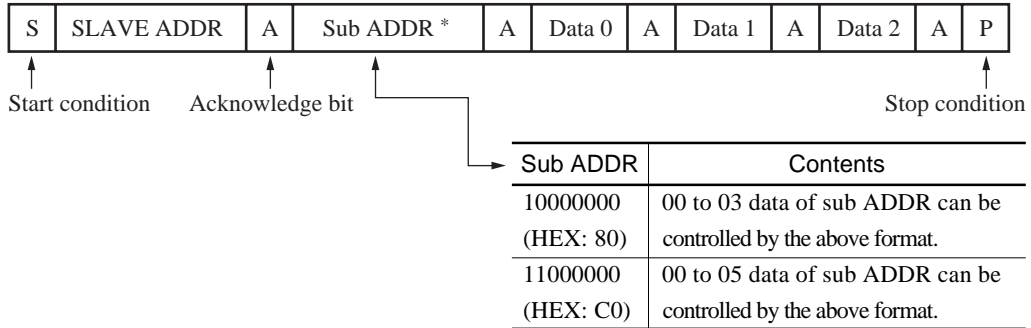 S SLAVE ADDR A Sub ADDR * A Data 0 A Data 1 A Data 2 A P
Start condition Acknowledge bit Stop condition
Sub ADDR Contents
10000000 00 to 03 data of sub ADDR can be
(HEX: 80) controlled by the above format.
11000000 00 to 05 data of sub ADDR can be
(HEX: C0) controlled by the above format.